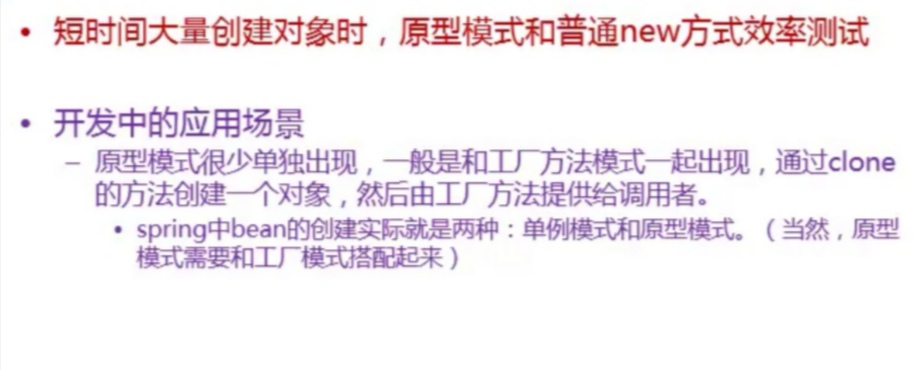 • 短时间大量创建对象时，原型模式和普通new方式效率测试
• 开发中的应用场景
– 原型模式很少单独出现，一般是和工厂方法模式一起出现，通过clone
的方法创建一个对象，然后由工厂方法提供给调用者。
• spring中bean的创建实际就是两种：单例模式和原型模式。（当然，原型
模式需要和工厂模式搭配起来）